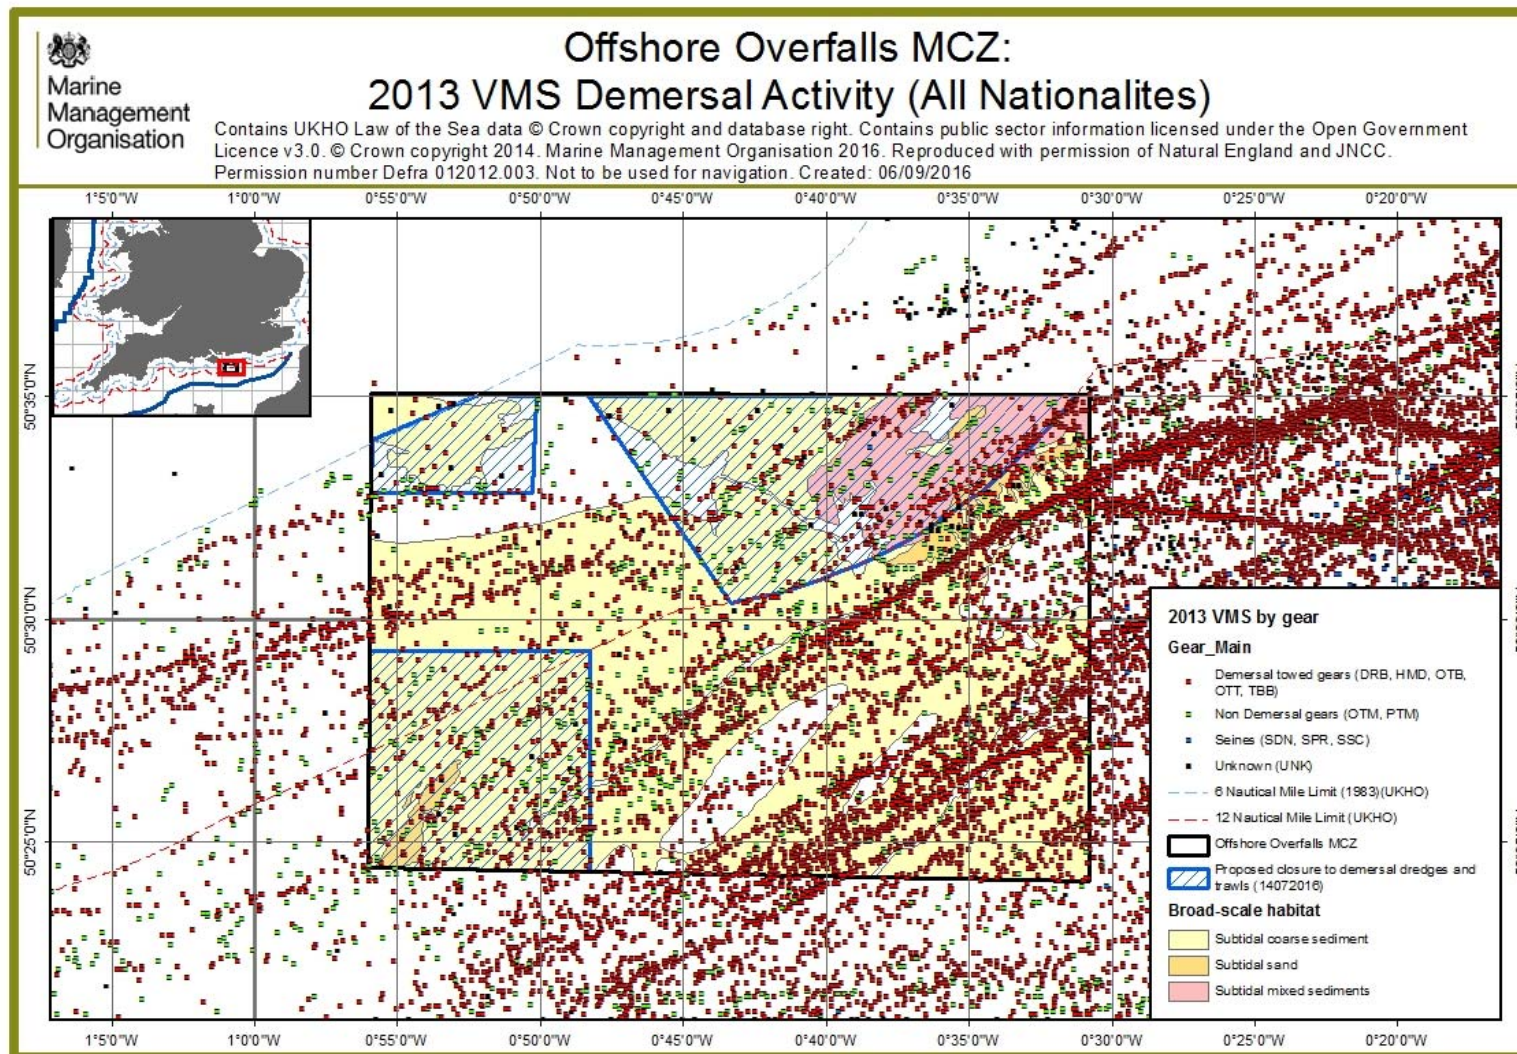 Offshore Overfalls MCZ:
2013 VMS Demersal Activity (All Nationalites)
Marine
Management
Organisation
Contains UKHO Law of the Sea data © Crown copyright and database right. Contains public sector information licensed under the Open Government
Licence v3.0. © Crown copyright 2014. Marine Management Organisation 2016. Reproduced with permission of Natural England and JNCC.
Permission number Defra 012012.003. Not to be used for navigation. Created: 06/09/2016
1°5'0"W 1°0'0"W 0°55'0"W 0°50'0"W 0°45'0"W 0°40'0"W 0°35'0"W 0°30'0"W 0°25'0"W 0°20'0"W
50°35'0"N
50°30'0"N
50°25'0"N
2013 VMS by gear
Gear_Main
Demersal towed gears (DRB, HMD, OTB,
OTT, TBB)
Non Demersal gears (OTM, PTM)
Seines (SDN, SPR, SSC)
Unknown (UNK)
6 Nautical Mile Limit (1983)(UKHO)
12 Nautical Mile Limit (UKHO)
Offshore Overfalls MCZ
Proposed closure to demersal dredges and
trawls (14072016)
Broad-scale habitat
Subtidal coarse sediment
Subtidal sand
Subtidal mixed sediments
1°5'0"W 1°0'0"W 0°55'0"W 0°50'0"W 0°45'0"W 0°40'0"W 0°35'0"W 0°30'0"W 0°25'0"W 0°20'0"W